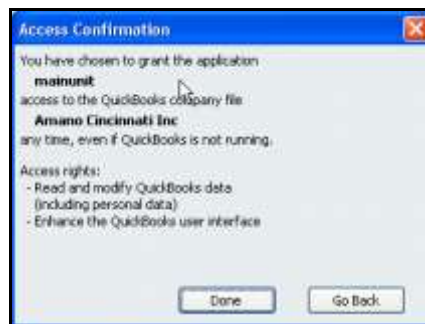 Access Confirmation
You have chosen to grant the application
mainunit
access to the QuickBooks company file
Amano Cincinnati Inc
any time, even if QuickBooks is not running.
Access rights:
- Read and modify QuickBooks data
(including personal data)
- Enhance the QuickBooks user interface
Done
Go Back